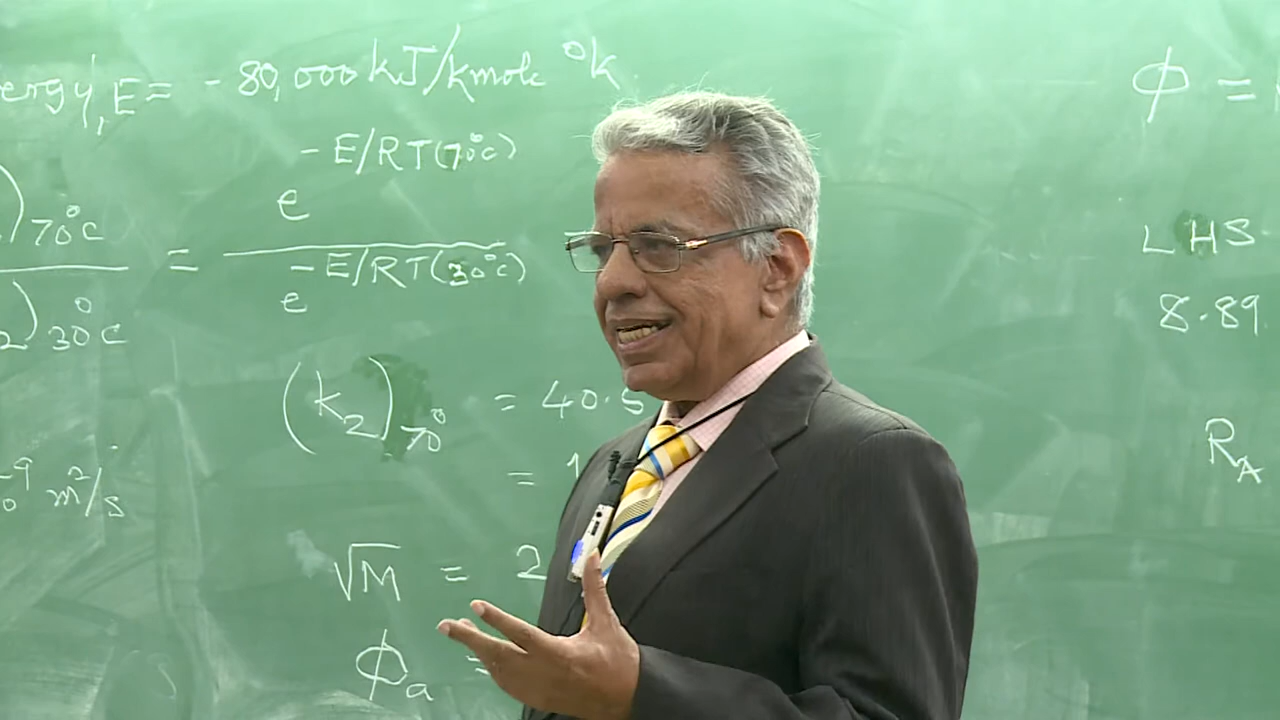 ergy, E = - 80,000 kJ/kmole °k
- E/RT(70°c)
e
)70°c
=
- E/RT(30°c)
e
2)30°c
(k2)70° = 40.5
= 1
-9 m²/s
√M = 2
ϕa =
ϕ =
LHS
8.89
RA